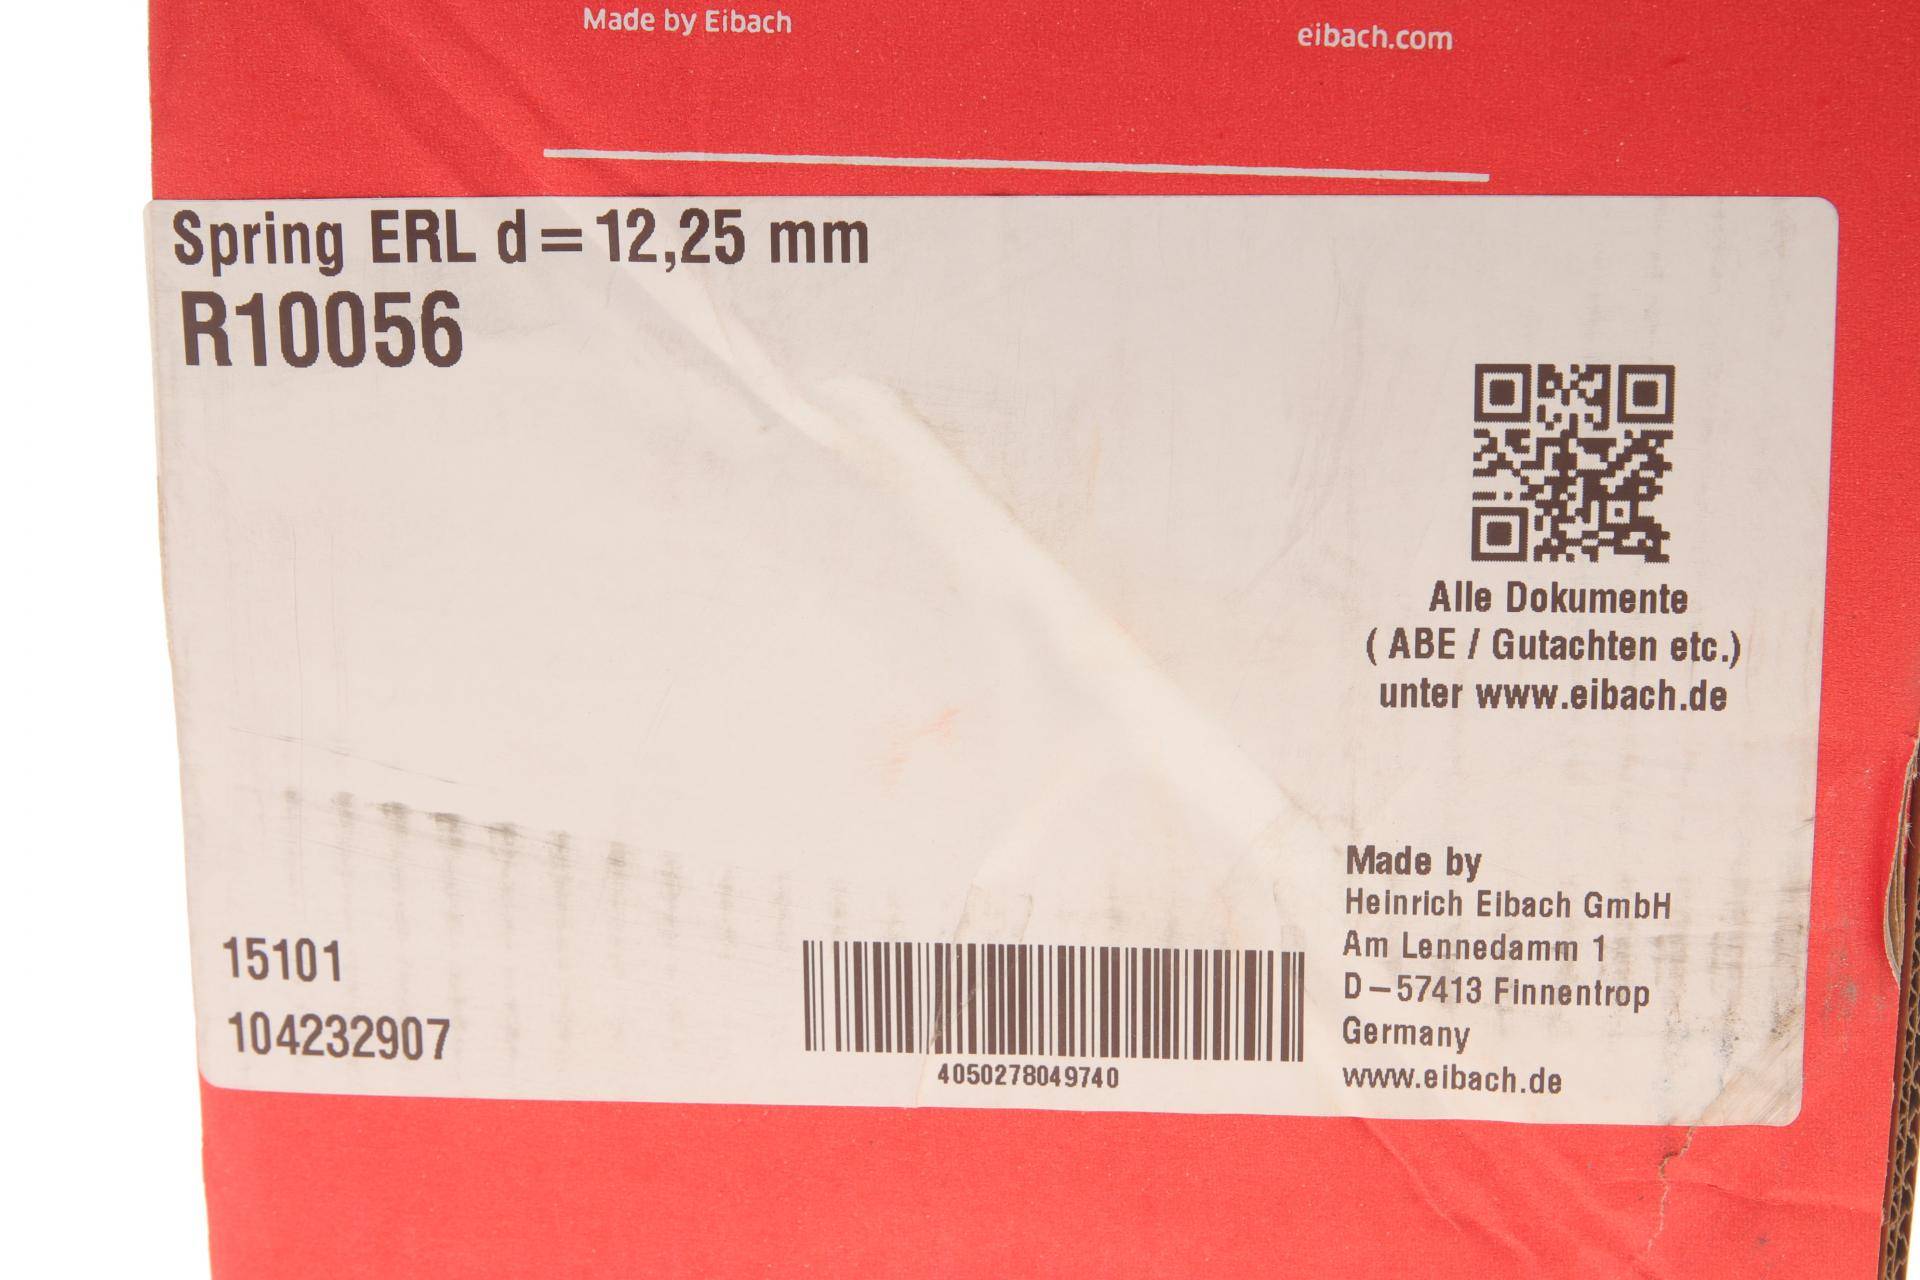 Made by Eibach
eibach.com
Spring ERL d=12,25 mm
R10056
Alle Dokumente
( ABE / Gutachten etc.)
unter www.eibach.de
Made by
Heinrich Eibach GmbH
Am Lennedamm 1
D-57413 Finnentrop
Germany
www.eibach.de
15101
104232907
4050278049740